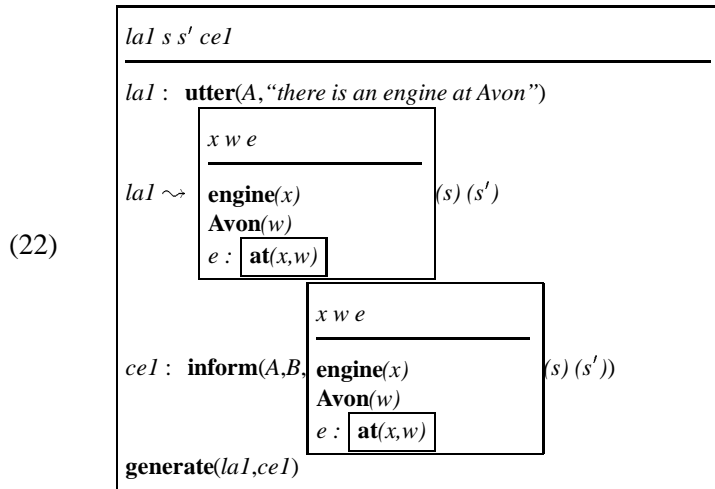 la1 s s′ ce1
la1 : utter(A,“there is an engine at Avon”)
x w e
la1 ⤳ engine(x) (s) (s′)
Avon(w)
e : at(x,w)
(22)
x w e
ce1 : inform(A,B, engine(x) (s) (s′))
Avon(w)
e : at(x,w)
generate(la1,ce1)